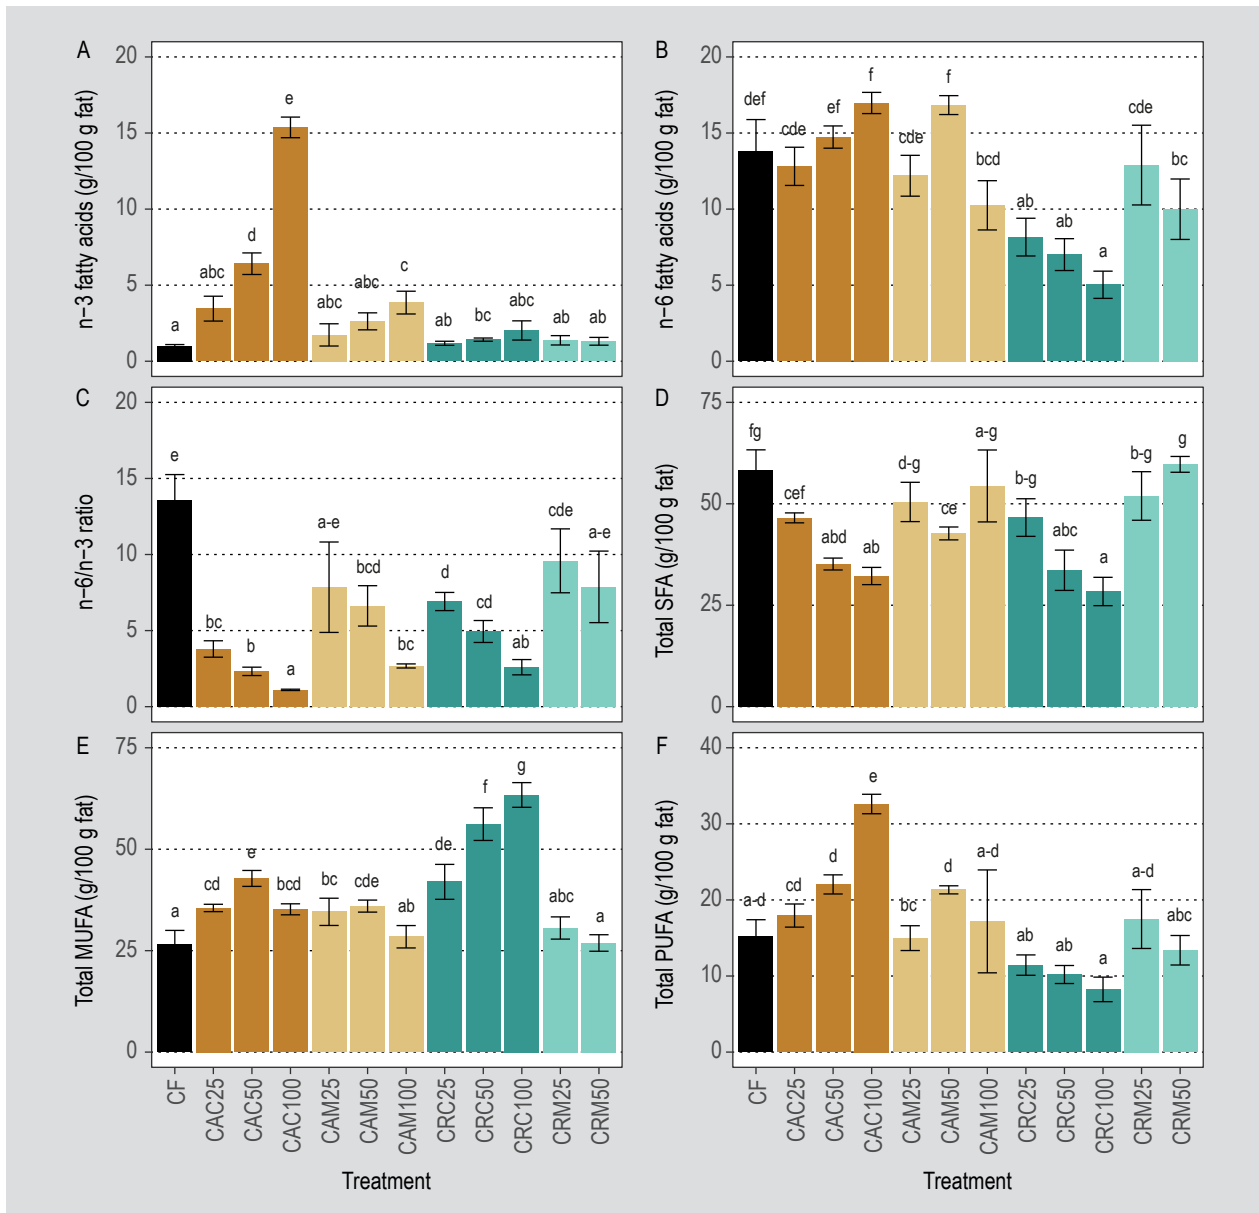 A
n−3 fatty acids (g/100 g fat)
20
15
10
5
0
a
abc
d
e
abc
abc
c
ab
bc
abc
ab
ab
B
n−6 fatty acids (g/100 g fat)
20
15
10
5
0
def
cde
ef
f
cde
f
bcd
ab
ab
a
cde
bc
C
n−6/n−3 ratio
20
15
10
5
0
e
bc
b
a
a-e
bcd
bc
d
cd
ab
cde
a-e
D
Total SFA (g/100 g fat)
75
50
25
0
fg
cef
abd
ab
d-g
ce
a-g
b-g
abc
a
b-g
g
E
Total MUFA (g/100 g fat)
75
50
25
0
a
cd
e
bcd
bc
cde
ab
de
f
g
abc
a
CF
CAC25
CAC50
CAC100
CAM25
CAM50
CAM100
CRC25
CRC50
CRC100
CRM25
CRM50
Treatment
F
Total PUFA (g/100 g fat)
40
30
20
10
0
a-d
cd
d
e
bc
d
a-d
ab
ab
a
a-d
abc
CF
CAC25
CAC50
CAC100
CAM25
CAM50
CAM100
CRC25
CRC50
CRC100
CRM25
CRM50
Treatment